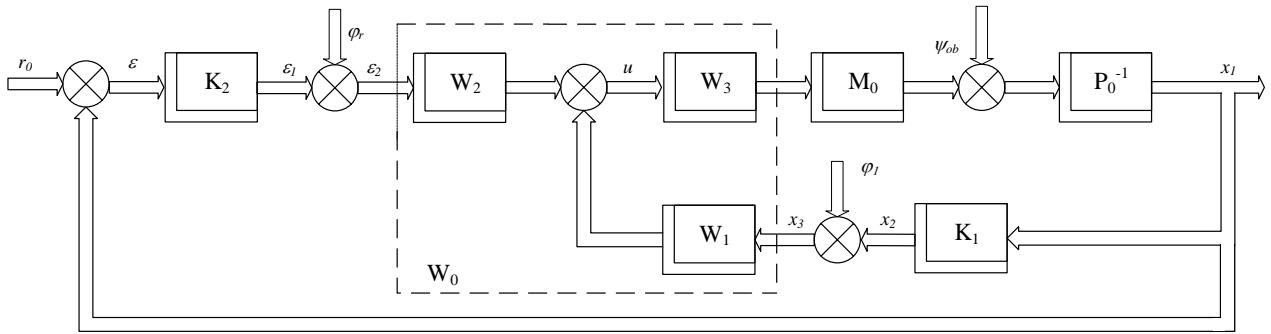 r₀
ε
K₂
ε₁
φᵣ
ε₂
W₂
u
W₃
M₀
ψₒb
P₀⁻¹
x₁
W₁
x₃
φ₁
x₂
K₁
W₀